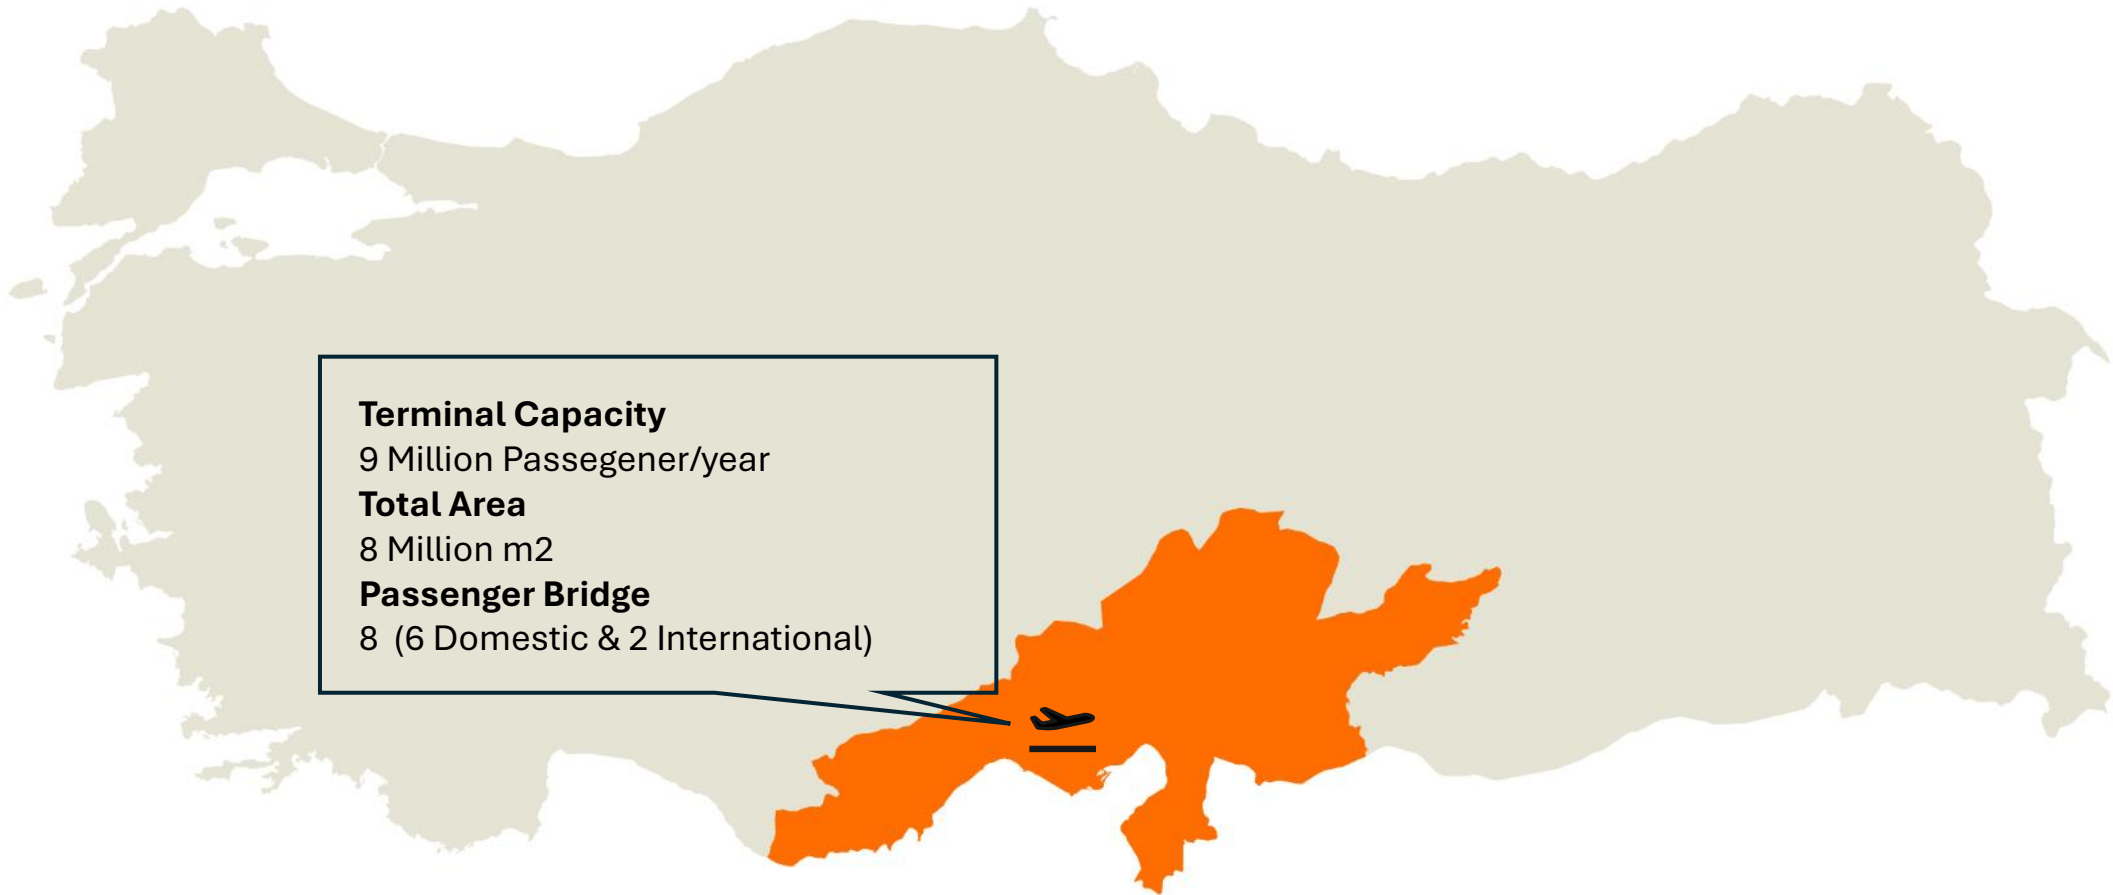 Terminal Capacity
9 Million Passegener/year
Total Area
8 Million m2
Passenger Bridge
8 (6 Domestic & 2 International)